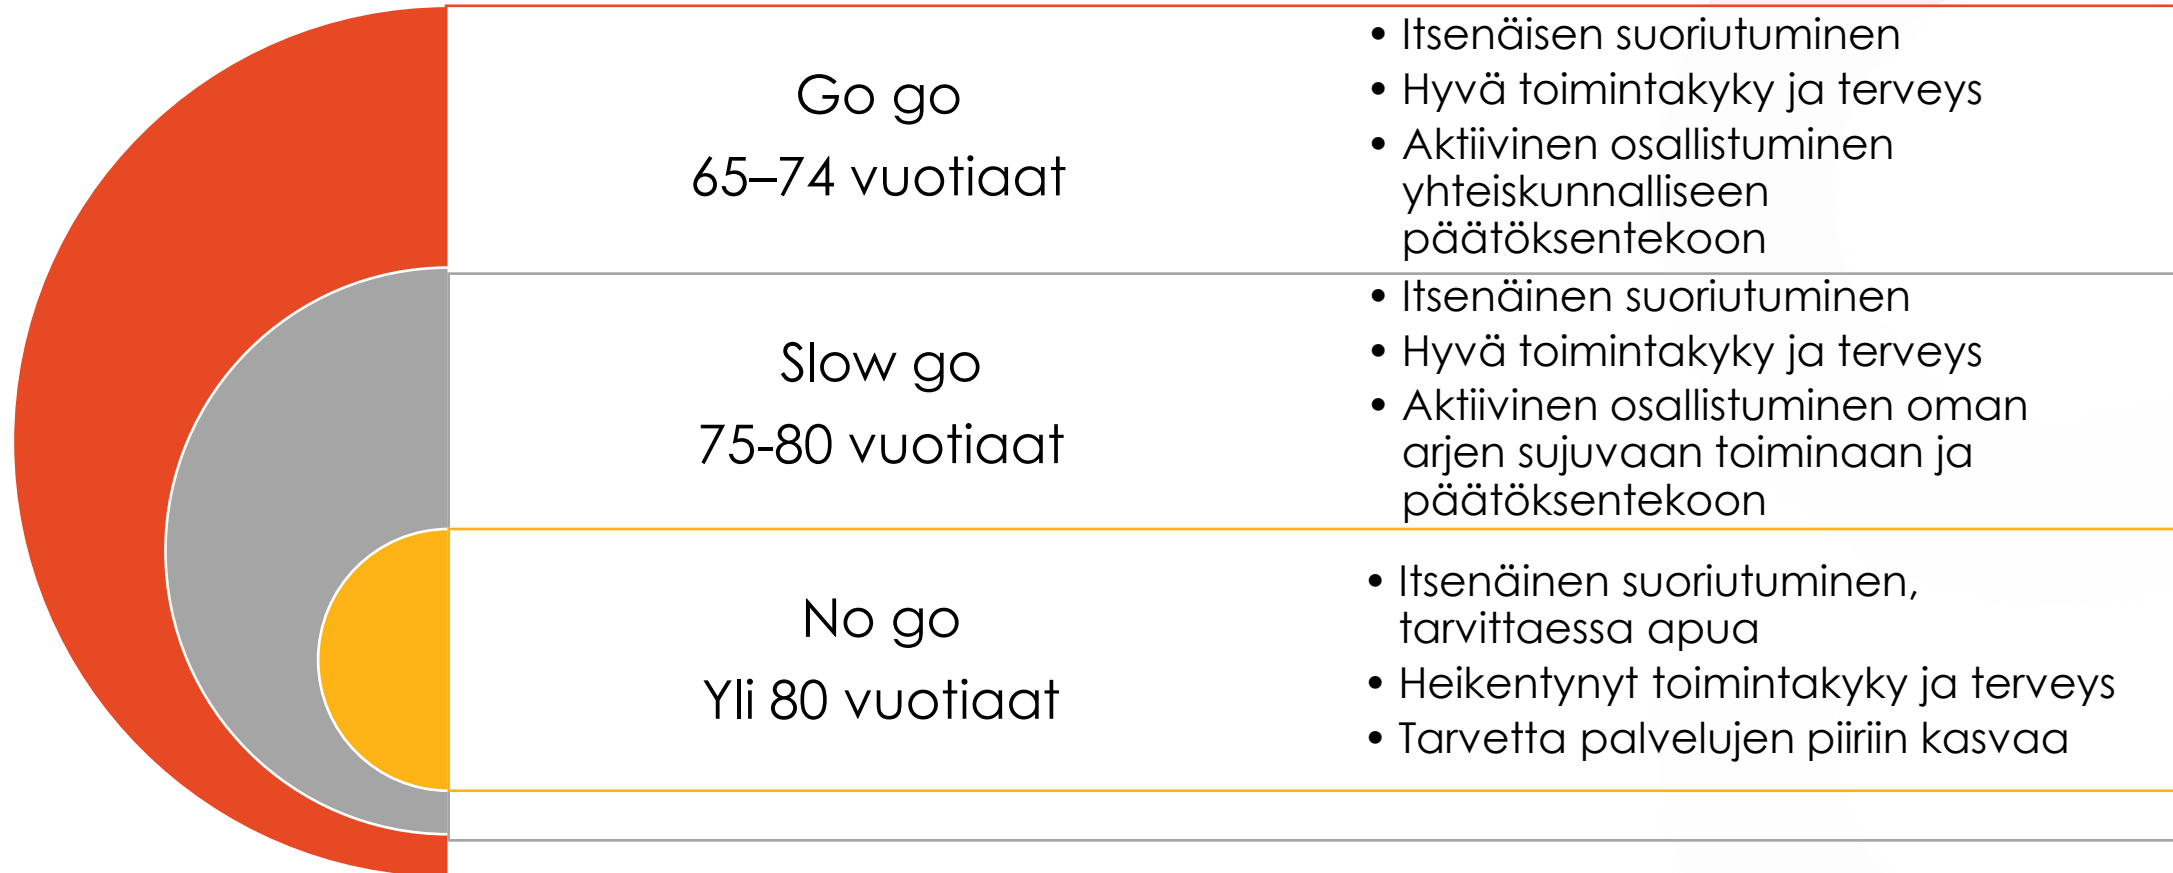 Go go
65–74 vuotiaat
• Itsenäisen suoriutuminen
• Hyvä toimintakyky ja terveys
• Aktiivinen osallistuminen
yhteiskunnalliseen
päätöksentekoon
Slow go
75-80 vuotiaat
• Itsenäinen suoriutuminen
• Hyvä toimintakyky ja terveys
• Aktiivinen osallistuminen oman
arjen sujuvaan toiminaan ja
päätöksentekoon
No go
Yli 80 vuotiaat
• Itsenäinen suoriutuminen,
tarvittaessa apua
• Heikentynyt toimintakyky ja terveys
• Tarvetta palvelujen piiriin kasvaa